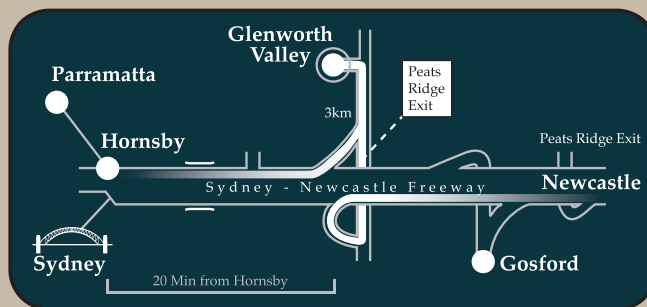 Glenworth
Valley
Parramatta
Peats
Ridge
Exit
3km
Hornsby
Peats Ridge Exit
Sydney - Newcastle Freeway
Newcastle
Sydney
Gosford
20 Min from Hornsby